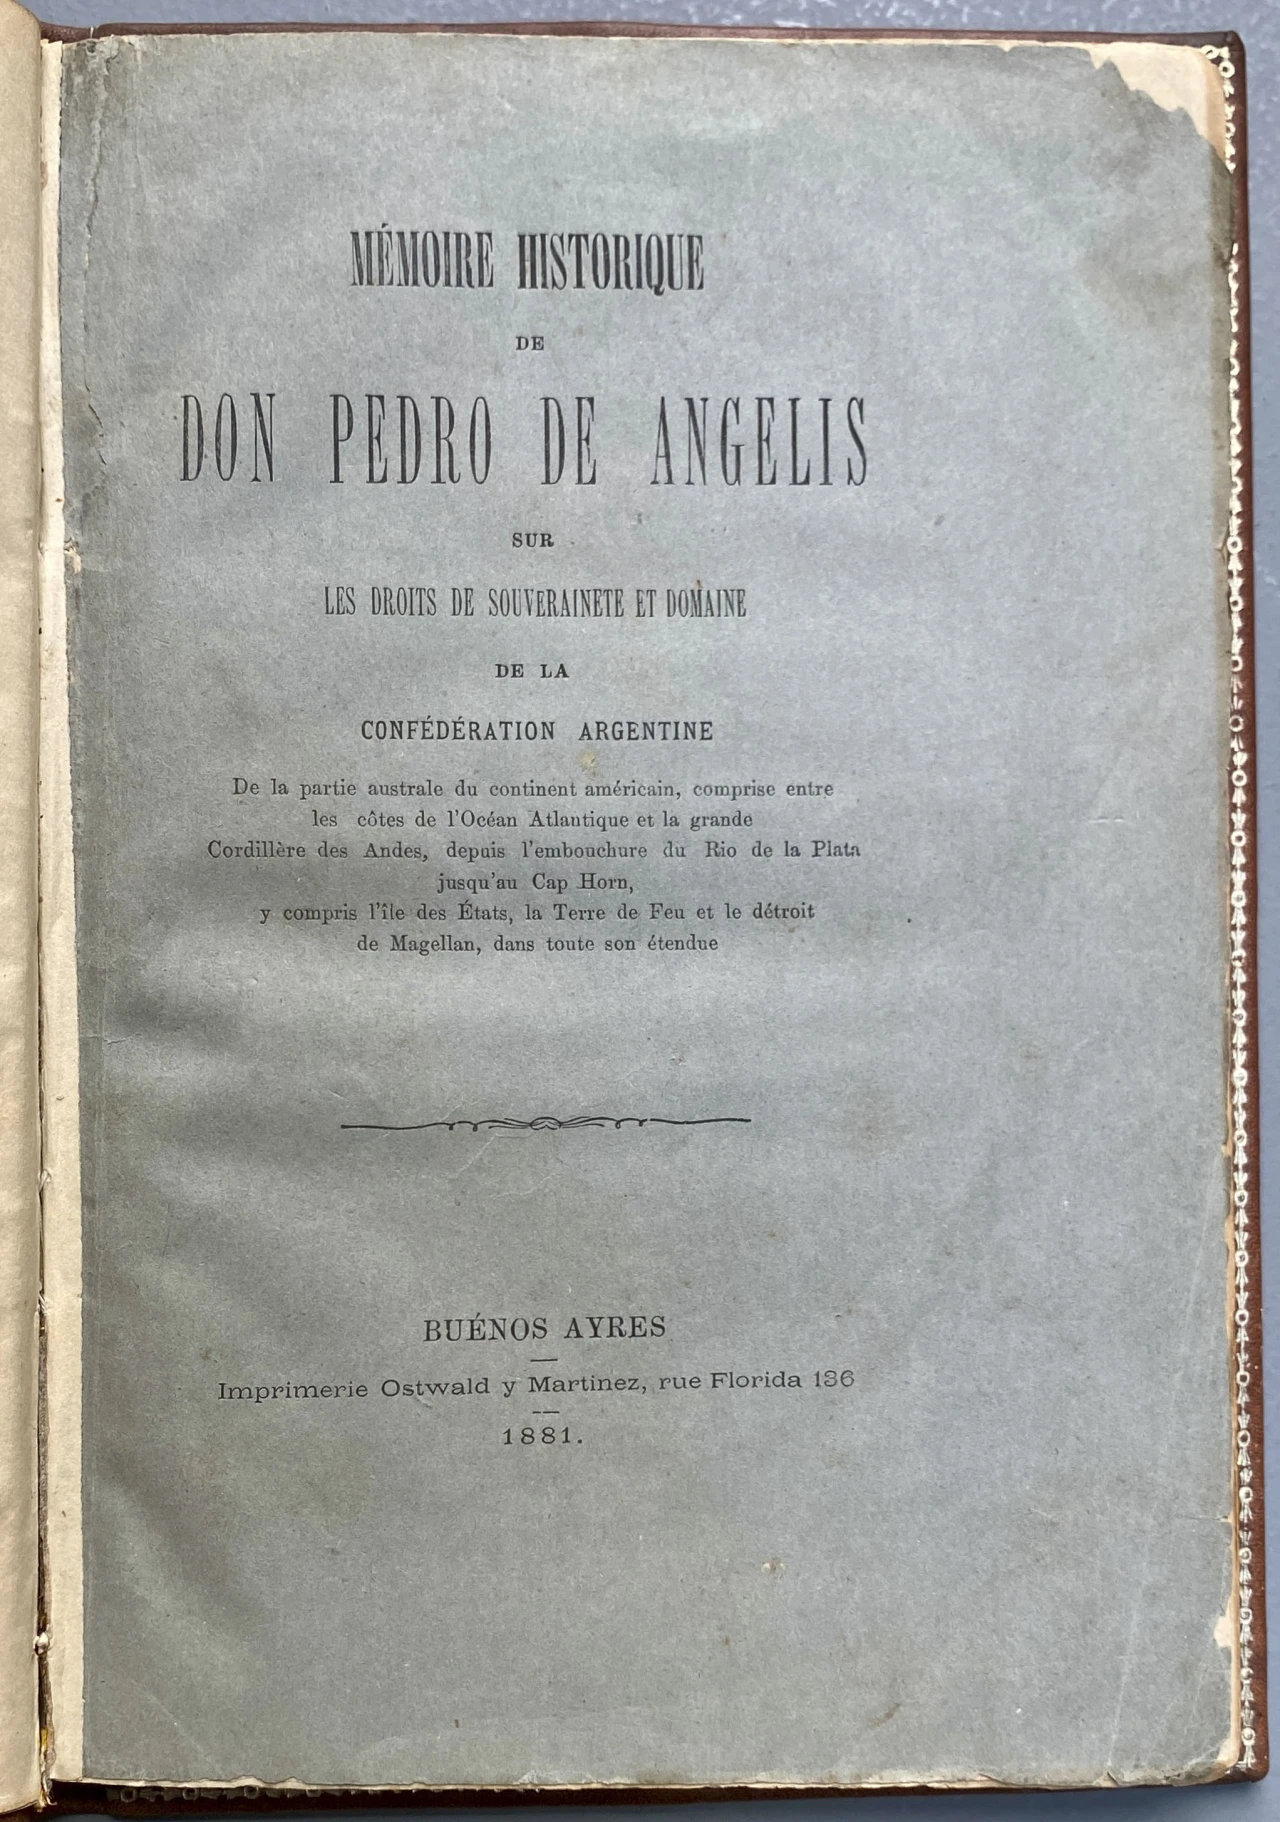 MÉMOIRE HISTORIQUE
DE
DON PEDRO DE ANGELIS
SUR
LES DROITS DE SOUVERAINETE ET DOMAINE
DE LA
CONFÉDÉRATION ARGENTINE
De la partie australe du continent américain, comprise entre
les côtes de l'Océan Atlantique et la grande
Cordillère des Andes, depuis l'embouchure du Rio de la Plata
jusqu'au Cap Horn,
y compris l'île des États, la Terre de Feu et le détroit
de Magellan, dans toute son étendue
BUÉNOS AYRES
Imprimerie Ostwald y Martinez, rue Florida 136
1881.